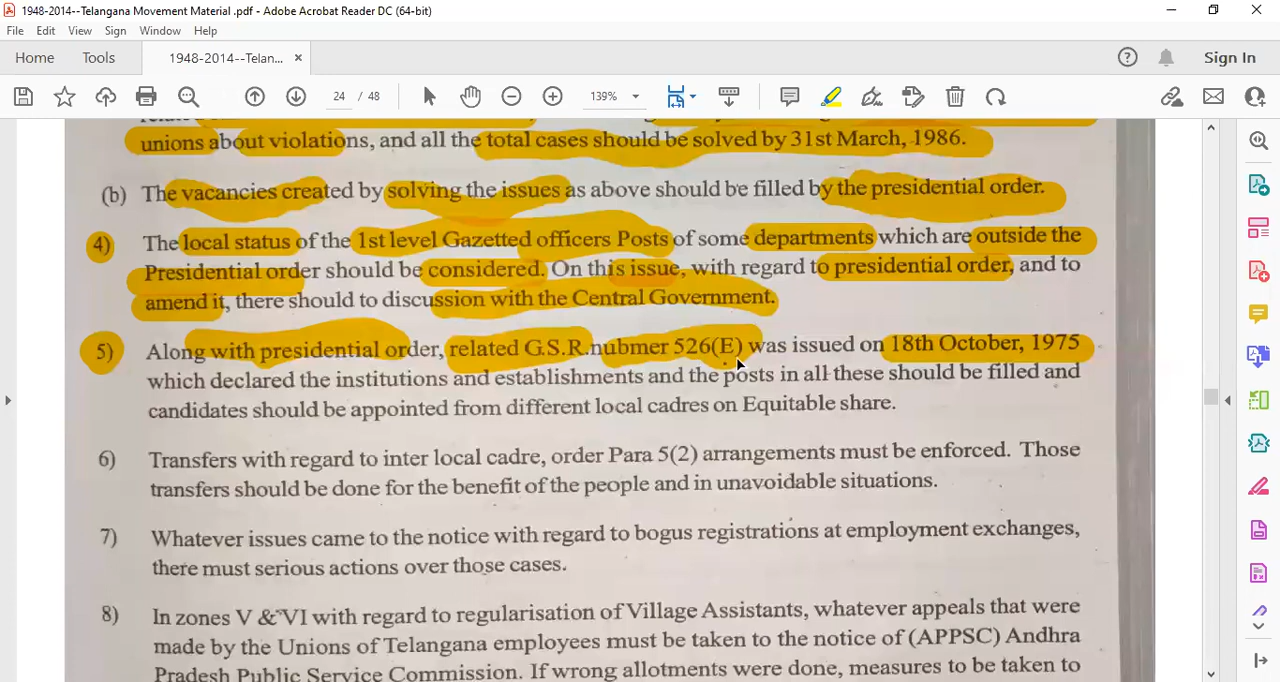 1948-2014--Telangana Movement Material .pdf - Adobe Acrobat Reader DC (64-bit)
File Edit View Sign Window Help
Home Tools 1948-2014--Telan... × Sign In
24 / 48 139%
unions about violations, and all the total cases should be solved by 31st March, 1986.
(b) The vacancies created by solving the issues as above should be filled by the presidential order.
4) The local status of the 1st level Gazetted officers Posts of some departments which are outside the
Presidential order should be considered. On this issue, with regard to presidential order, and to
amend it, there should to discussion with the Central Government.
5) Along with presidential order, related G.S.R.nubmer 526(E) was issued on 18th October, 1975
which declared the institutions and establishments and the posts in all these should be filled and
candidates should be appointed from different local cadres on Equitable share.
6) Transfers with regard to inter local cadre, order Para 5(2) arrangements must be enforced. Those
transfers should be done for the benefit of the people and in unavoidable situations.
7) Whatever issues came to the notice with regard to bogus registrations at employment exchanges,
there must serious actions over those cases.
8) In zones V & VI with regard to regularisation of Village Assistants, whatever appeals that were
made by the Unions of Telangana employees must be taken to the notice of (APPSC) Andhra
Pradesh Public Service Commission. If wrong allotments were done, measures to be taken to